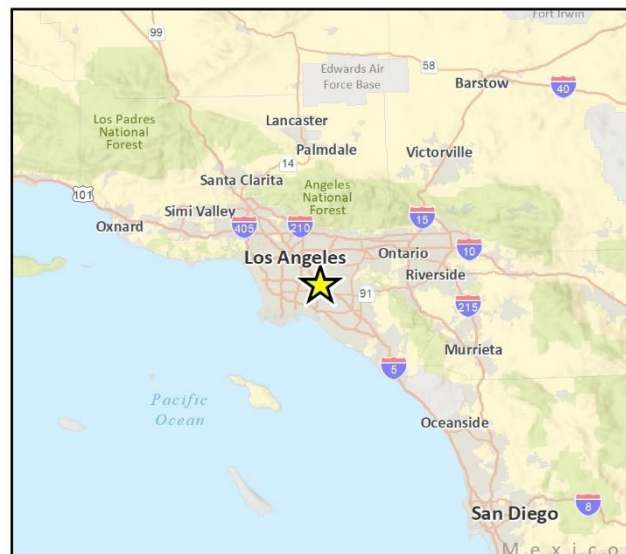 Fort Irwin
99
58
Edwards Air
Force Base
Barstow
40
Los Padres
National
Forest
Lancaster
Palmdale
Victorville
14
Santa Clarita
Angeles
National
Forest
101
Simi Valley
15
Oxnard
405
210
10
Los Angeles
Ontario
Riverside
91
215
Murrieta
5
Pacific
Ocean
Oceanside
8
San Diego
Mexico